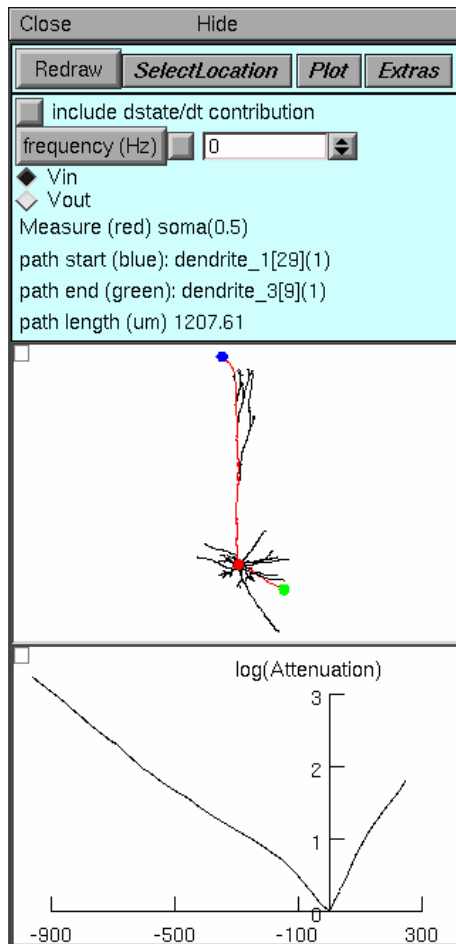 Close Hide
Redraw SelectLocation Plot Extras
include dstate/dt contribution
frequency (Hz) 0
Vin
Vout
Measure (red) soma(0.5)
path start (blue): dendrite_1[29](1)
path end (green): dendrite_3[9](1)
path length (um) 1207.61
log(Attenuation)
3
2
1
0
-900 -500 -100 300